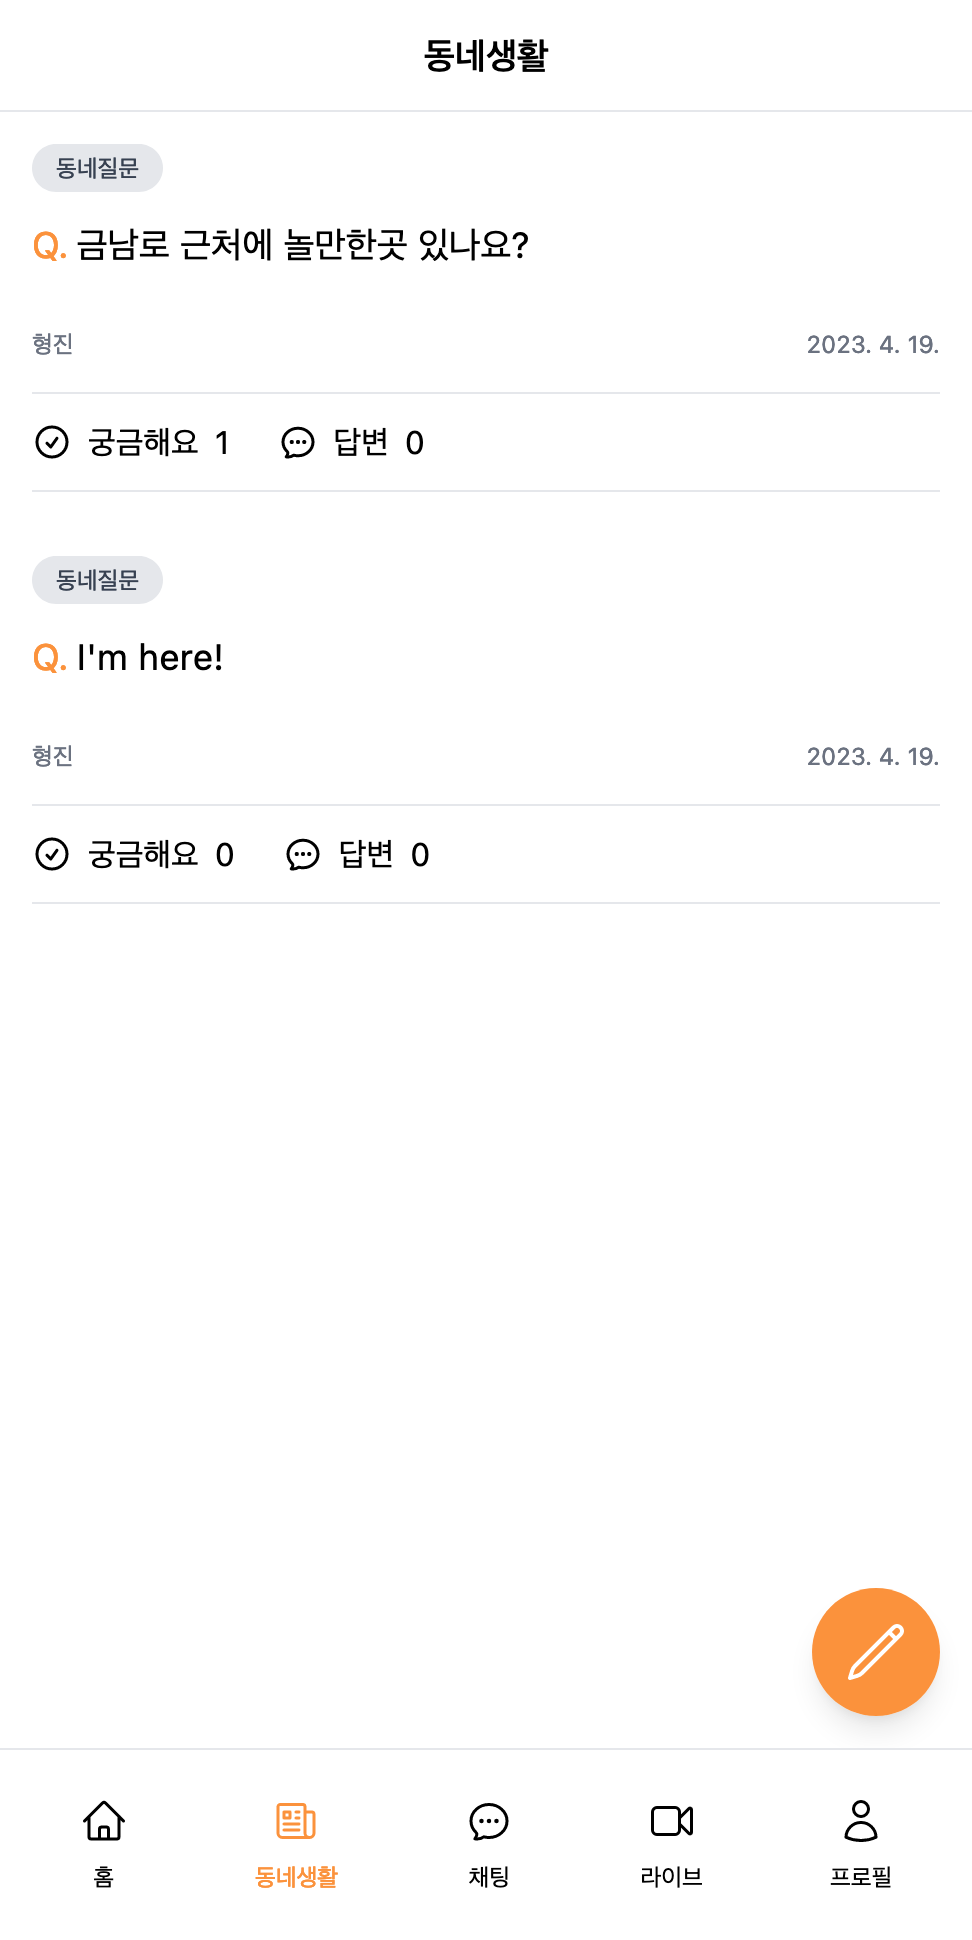 동네생활
동네질문
Q. 금남로 근처에 놀만한곳 있나요?
형진 2023. 4. 19.
궁금해요 1 답변 0
동네질문
Q. I'm here!
형진 2023. 4. 19.
궁금해요 0 답변 0
홈 동네생활 채팅 라이브 프로필